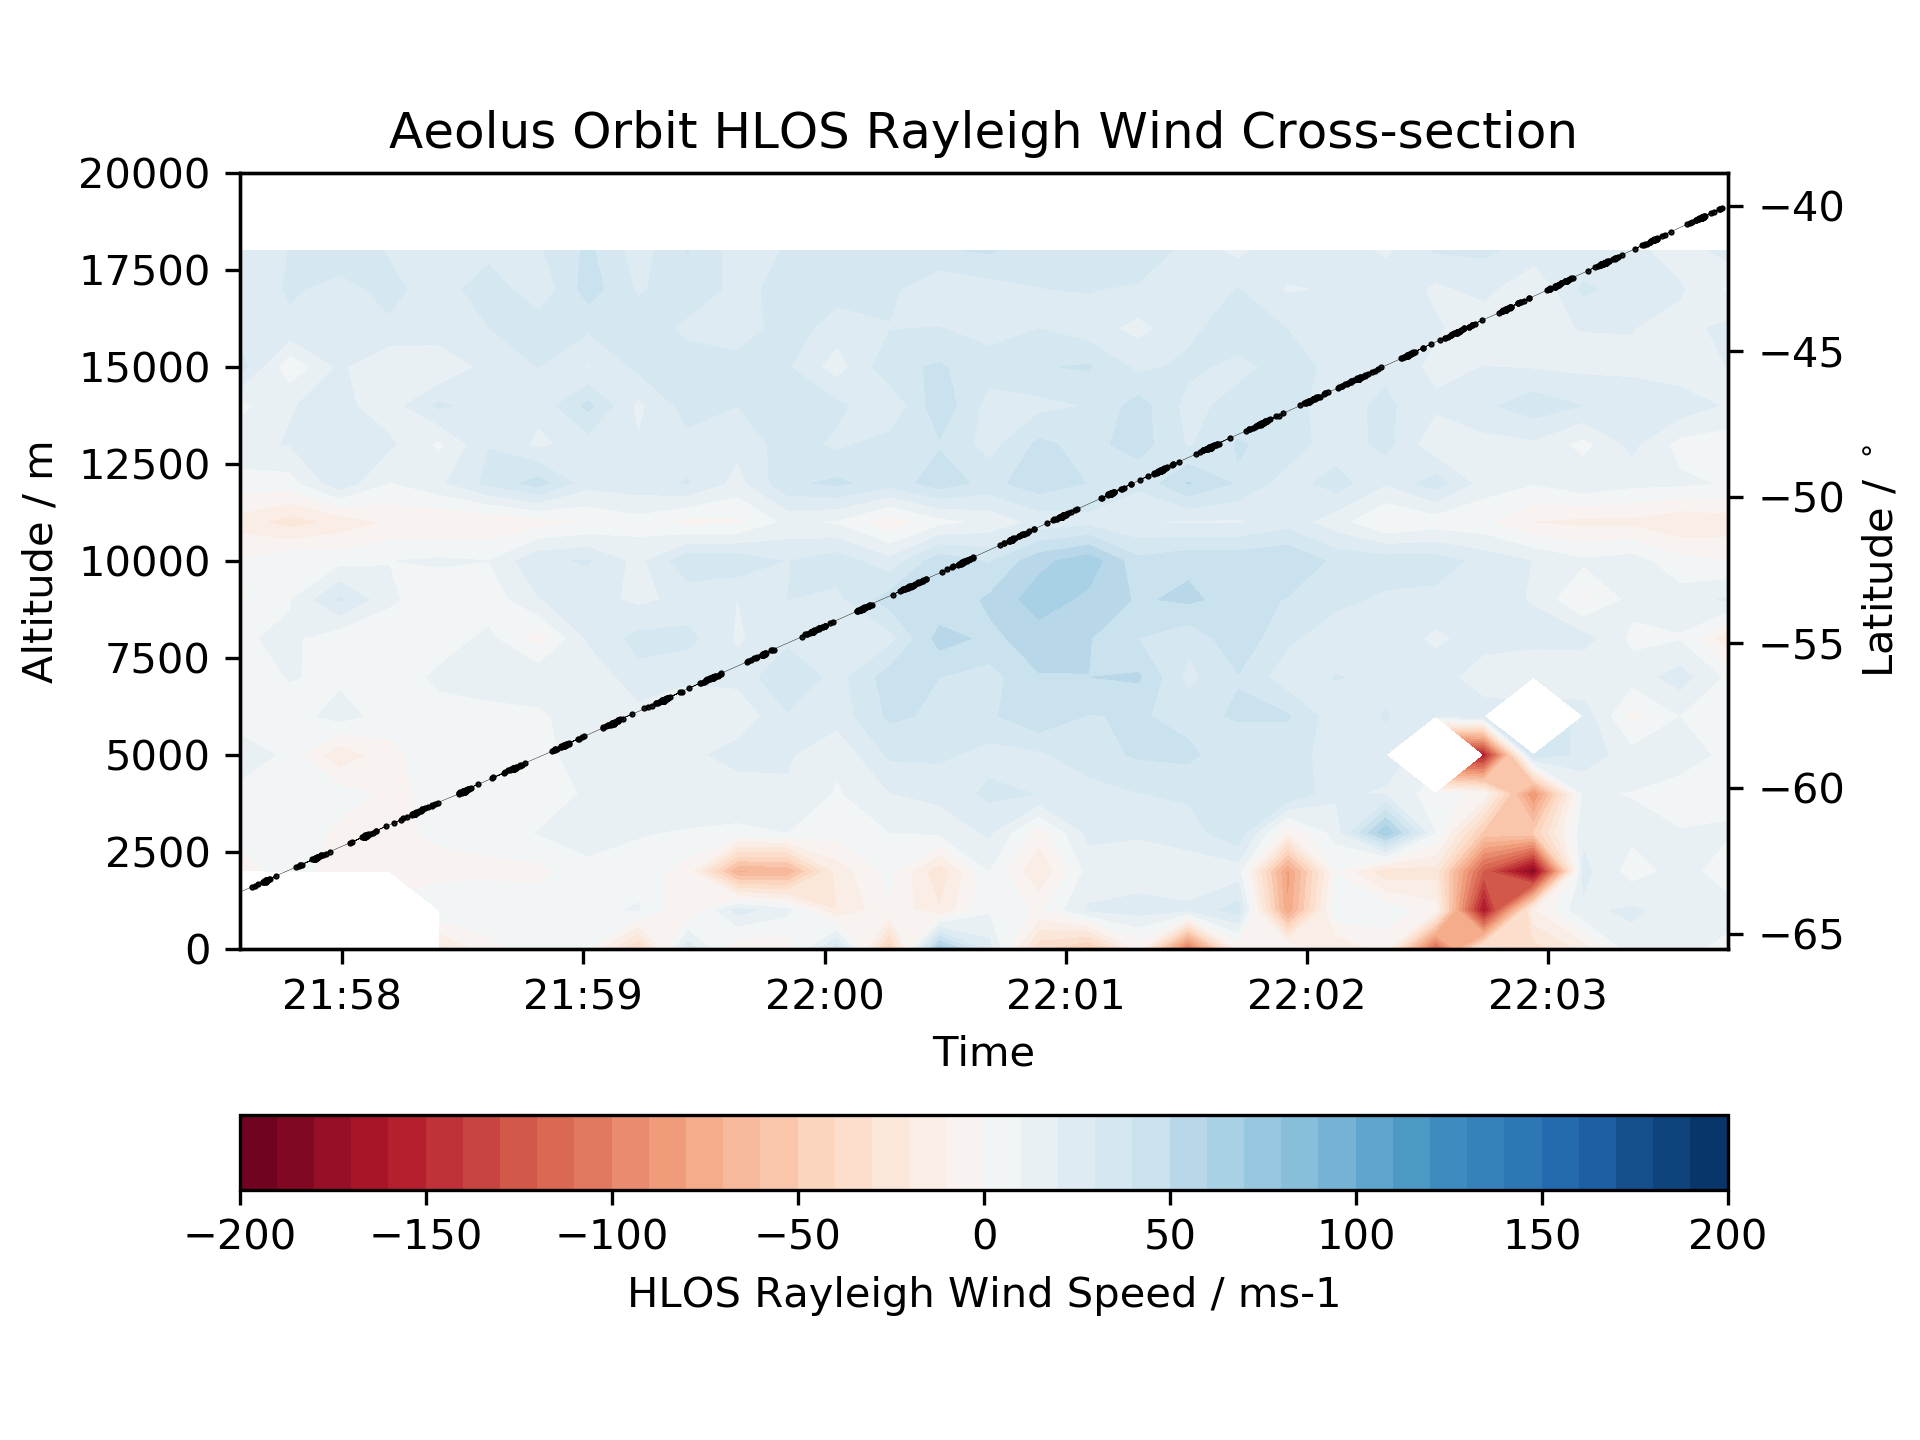 Aeolus Orbit HLOS Rayleigh Wind Cross-section
20000
17500
15000
12500
10000
7500
5000
2500
0
Altitude / m
−40
−45
−50
−55
−60
−65
Latitude / °
21:58 21:59 22:00 22:01 22:02 22:03
Time
−200 −150 −100 −50 0 50 100 150 200
HLOS Rayleigh Wind Speed / ms-1